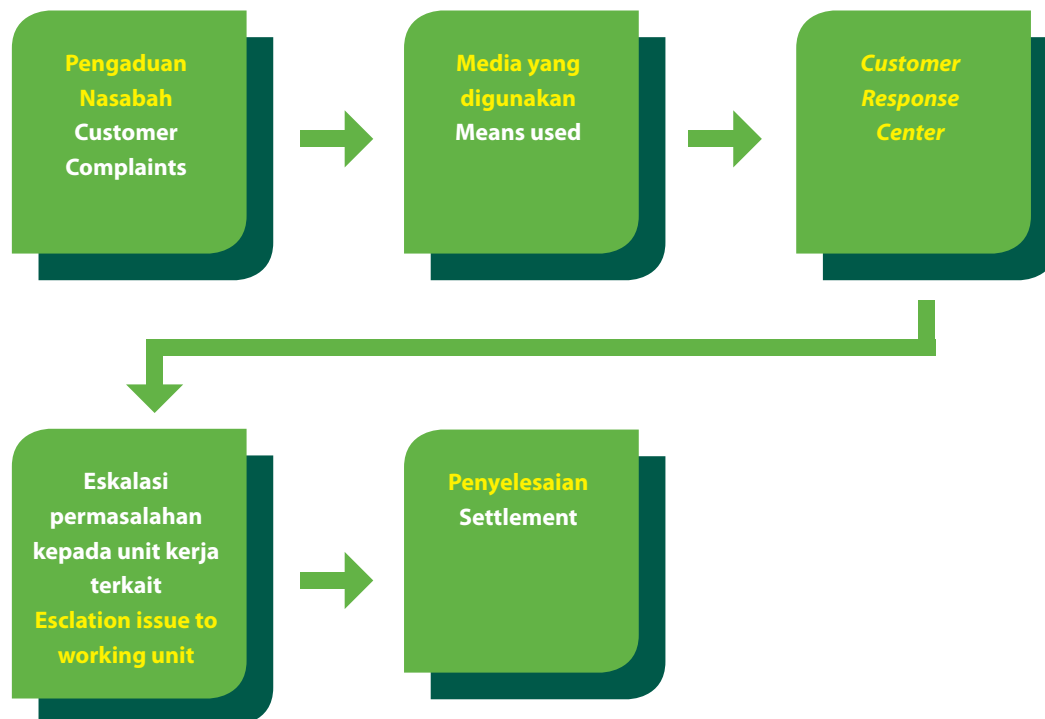 Pengaduan
Nasabah
Customer
Complaints
Media yang
digunakan
Means used
Customer
Response
Center
Eskalasi
permasalahan
kepada unit kerja
terkait
Esclation issue to
working unit
Penyelesaian
Settlement